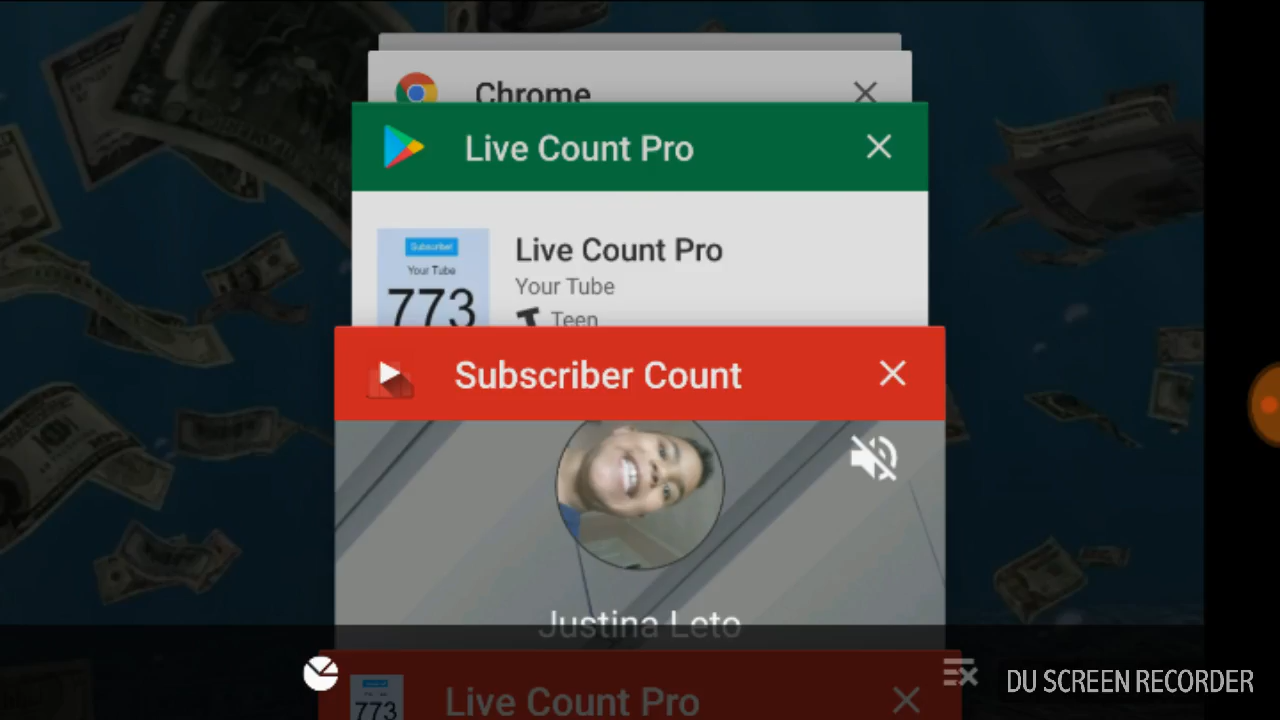 Chrome
Live Count Pro
Subscriber
Your Tube
773
Live Count Pro
Your Tube
Teen
Subscriber Count
Justina Leto
773
Live Count Pro
DU SCREEN RECORDER